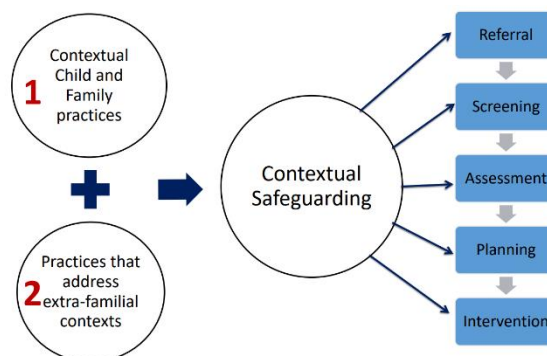 Contextual
Child and
Family
practices
1
Practices that
address
extra-familial
contexts
2
Contextual
Safeguarding
Referral
Screening
Assessment
Planning
Intervention